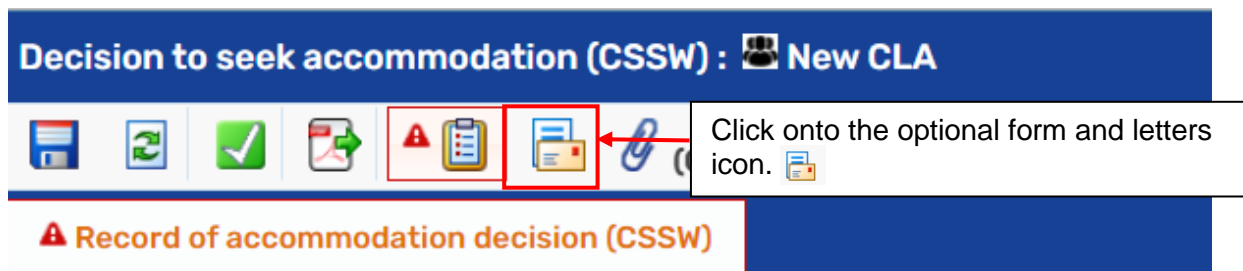 Decision to seek accommodation (CSSW) : New CLA
Click onto the optional form and letters
icon.
Record of accommodation decision (CSSW)